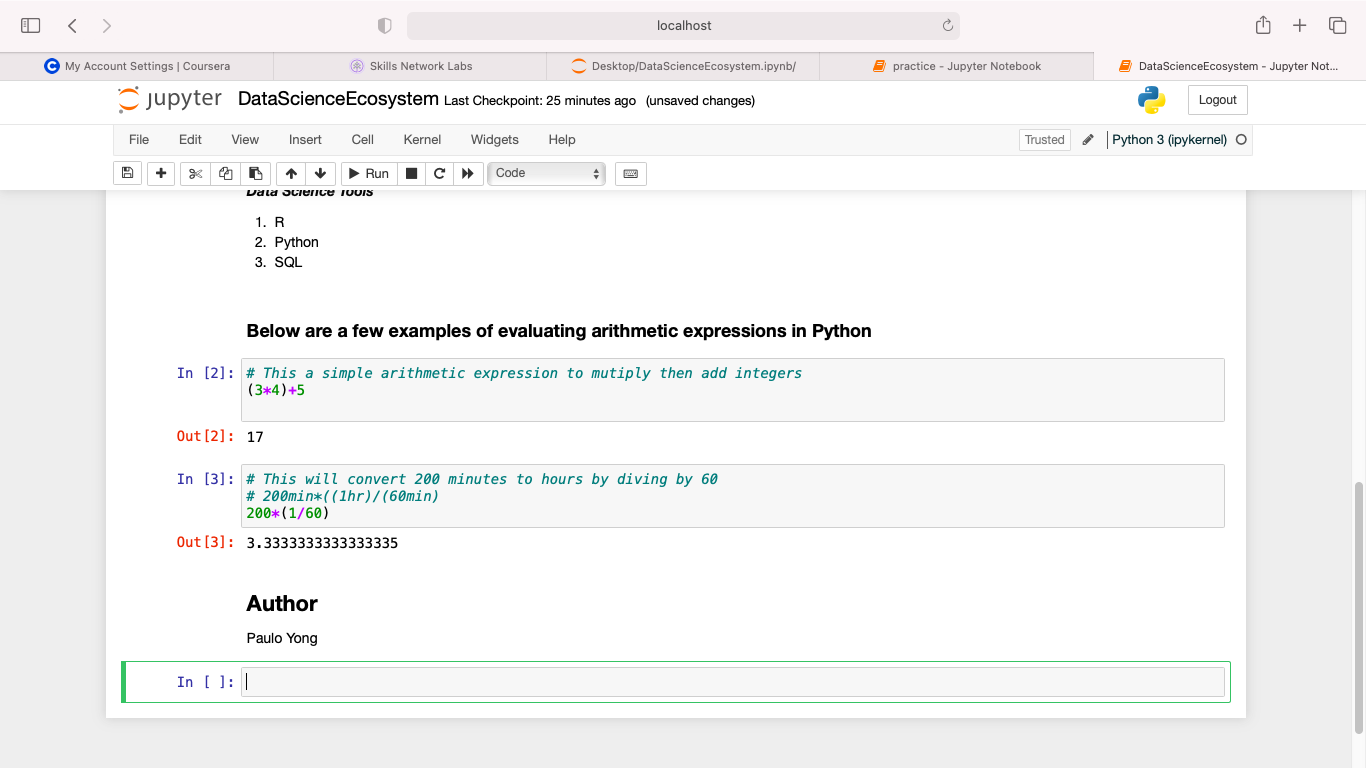 localhost
My Account Settings | Coursera
Skills Network Labs
Desktop/DataScienceEcosystem.ipynb/
practice - Jupyter Notebook
DataScienceEcosystem - Jupyter Not...
jupyter DataScienceEcosystem Last Checkpoint: 25 minutes ago (unsaved changes)
Logout
File Edit View Insert Cell Kernel Widgets Help
Trusted
Python 3 (ipykernel)
Run
Code
Data Science Tools
1. R
2. Python
3. SQL
Below are a few examples of evaluating arithmetic expressions in Python
In [2]: # This a simple arithmetic expression to mutiply then add integers
(3*4)+5
Out[2]: 17
In [3]: # This will convert 200 minutes to hours by diving by 60
# 200min*((1hr)/(60min)
200*(1/60)
Out[3]: 3.3333333333333335
Author
Paulo Yong
In [ ]: